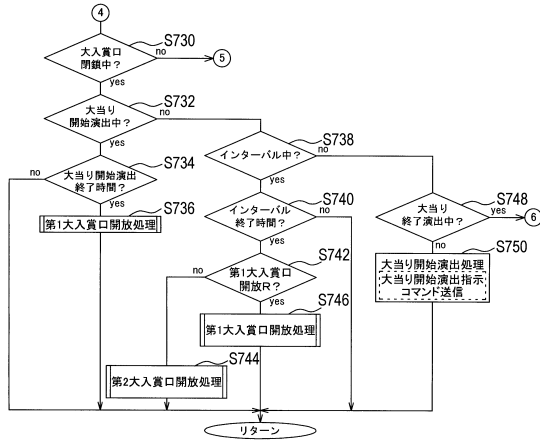 4
S730
大入賞口
閉鎖中?
no
5
yes
S732
大当り
開始演出中?
no
yes
S738
インターバル中?
no
yes
S734
大当り開始演出
終了時間?
no
yes
S740
インターバル
終了時間?
no
yes
S748
大当り
終了演出中?
yes
6
no
S736
第1大入賞口開放処理
S742
第1大入賞口
開放R?
no
yes
S750
大当り開始演出処理
大当り開始演出指示
コマンド送信
S746
第1大入賞口開放処理
S744
第2大入賞口開放処理
リターン